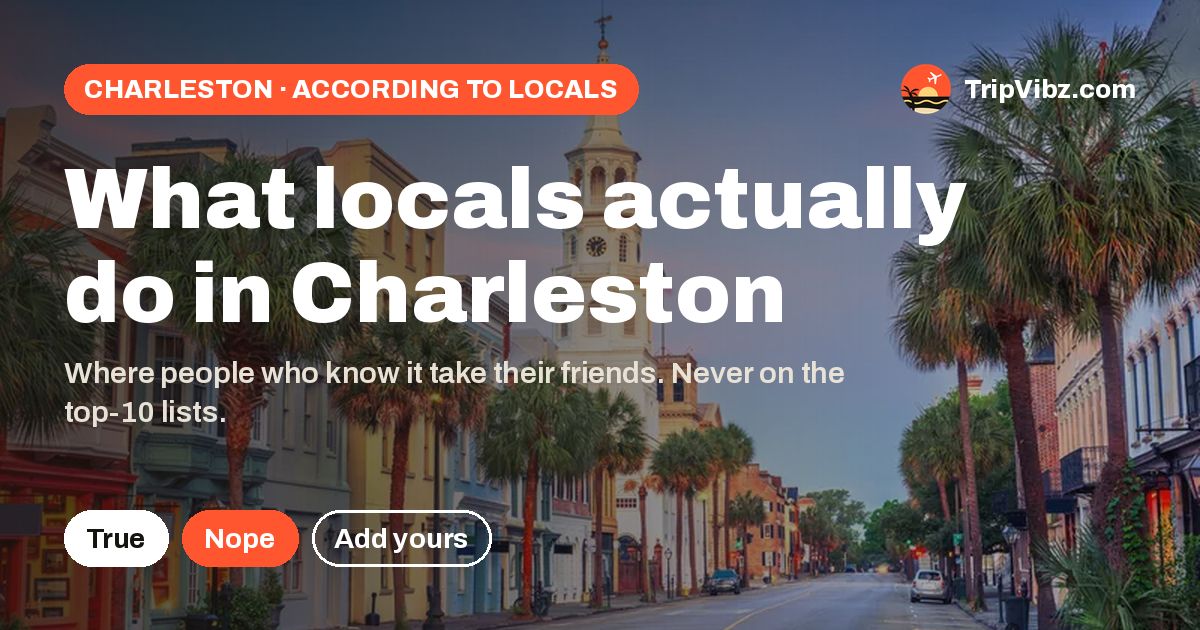 CHARLESTON · ACCORDING TO LOCALS
TripVibz.com
What locals actually
do in Charleston
Where people who know it take their friends. Never on the
top-10 lists.
True
Nope
Add yours